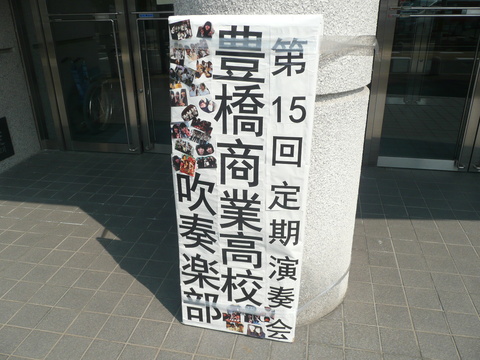 第15回定期演奏会
豊橋商業高校
吹奏楽部